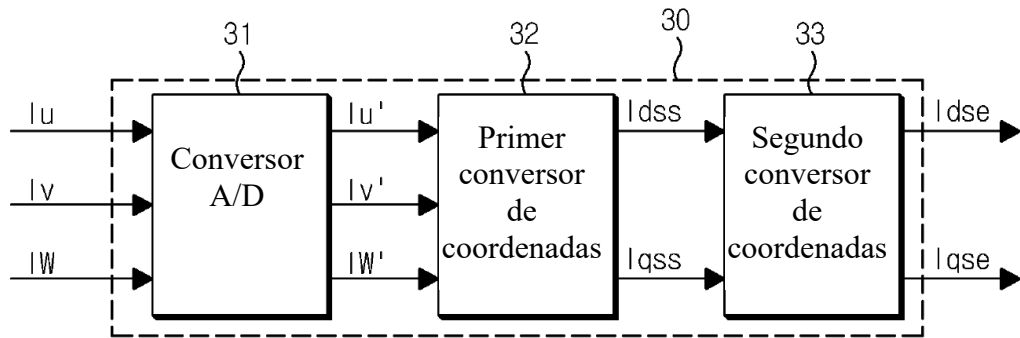 31
32
30
33
Iu
Iu'
Idss
Idse
Conversor
A/D
Primer
conversor
de
coordenadas
Segundo
conversor
de
coordenadas
Iv
Iv'
IW
IW'
Iqss
Iqse